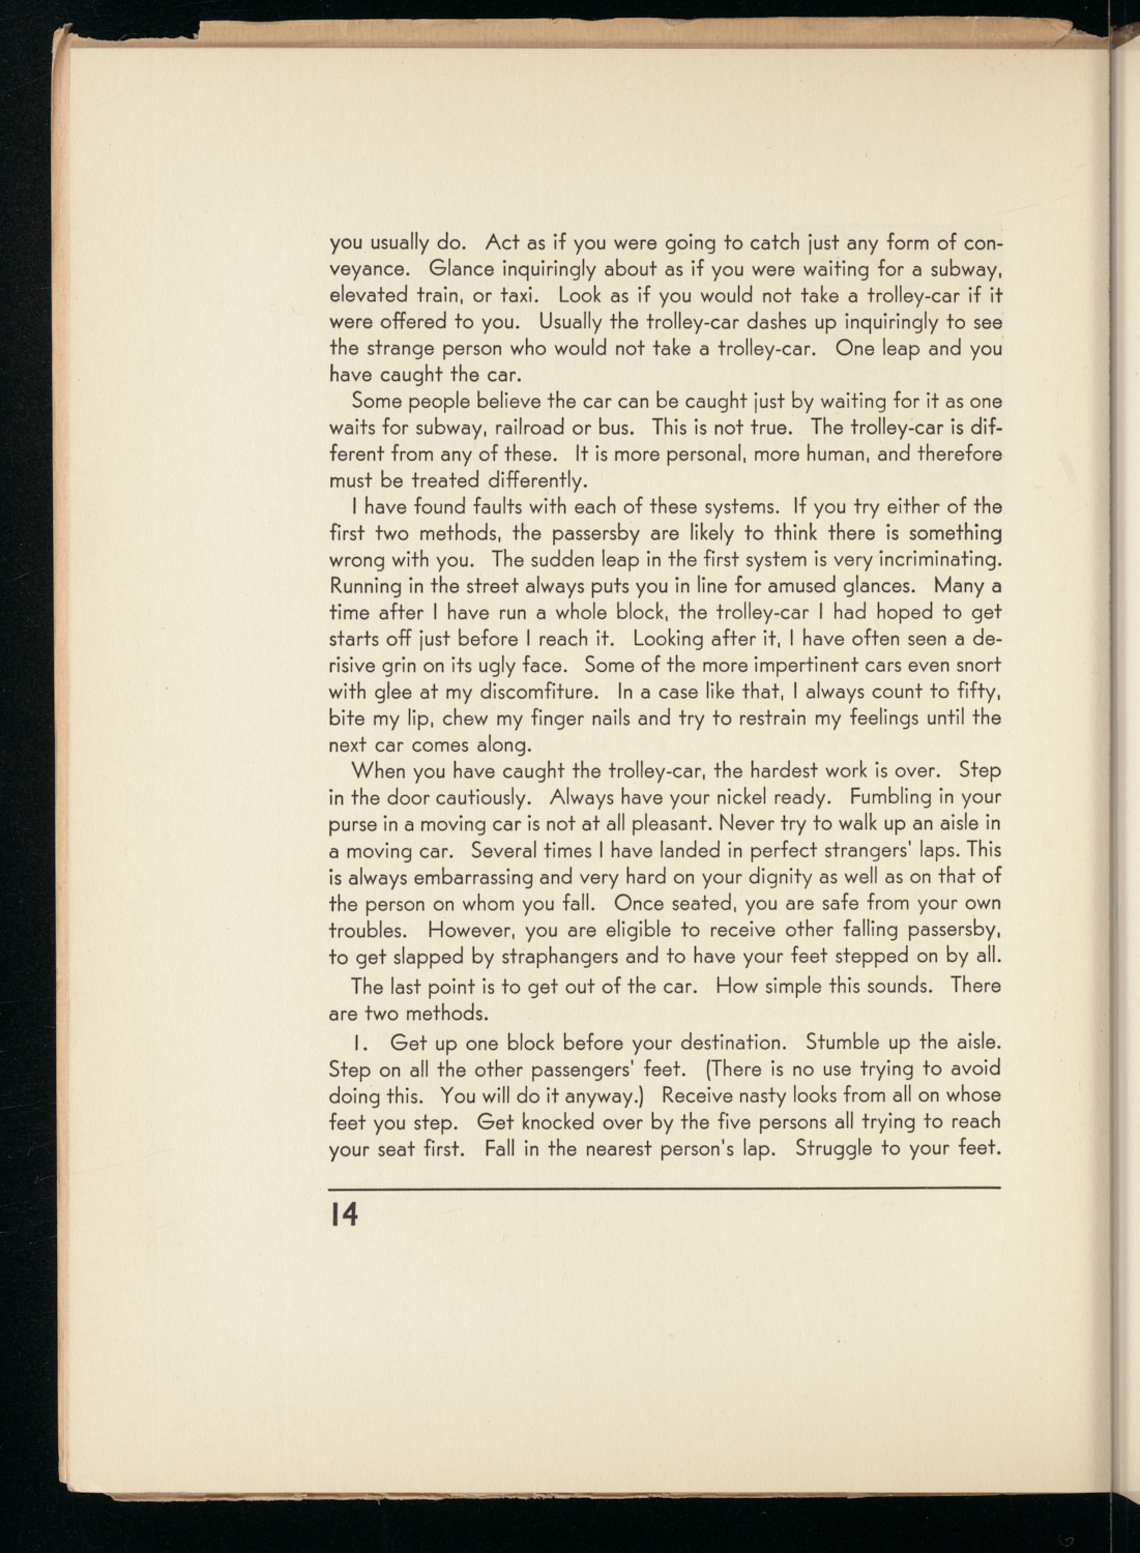 you usually do. Act as if you were going to catch just any form of con-
veyance. Glance inquiringly about as if you were waiting for a subway,
elevated train, or taxi. Look as if you would not take a trolley-car if it
were offered to you. Usually the trolley-car dashes up inquiringly to see
the strange person who would not take a trolley-car. One leap and you
have caught the car.
Some people believe the car can be caught just by waiting for it as one
waits for subway, railroad or bus. This is not true. The trolley-car is dif-
ferent from any of these. It is more personal, more human, and therefore
must be treated differently.
I have found faults with each of these systems. If you try either of the
first two methods, the passersby are likely to think there is something
wrong with you. The sudden leap in the first system is very incriminating.
Running in the street always puts you in line for amused glances. Many a
time after I have run a whole block, the trolley-car I had hoped to get
starts off just before I reach it. Looking after it, I have often seen a de-
risive grin on its ugly face. Some of the more impertinent cars even snort
with glee at my discomfiture. In a case like that, I always count to fifty,
bite my lip, chew my finger nails and try to restrain my feelings until the
next car comes along.
When you have caught the trolley-car, the hardest work is over. Step
in the door cautiously. Always have your nickel ready. Fumbling in your
purse in a moving car is not at all pleasant. Never try to walk up an aisle in
a moving car. Several times I have landed in perfect strangers' laps. This
is always embarrassing and very hard on your dignity as well as on that of
the person on whom you fall. Once seated, you are safe from your own
troubles. However, you are eligible to receive other falling passersby,
to get slapped by straphangers and to have your feet stepped on by all.
The last point is to get out of the car. How simple this sounds. There
are two methods.
1. Get up one block before your destination. Stumble up the aisle.
Step on all the other passengers' feet. (There is no use trying to avoid
doing this. You will do it anyway.) Receive nasty looks from all on whose
feet you step. Get knocked over by the five persons all trying to reach
your seat first. Fall in the nearest person's lap. Struggle to your feet.
14